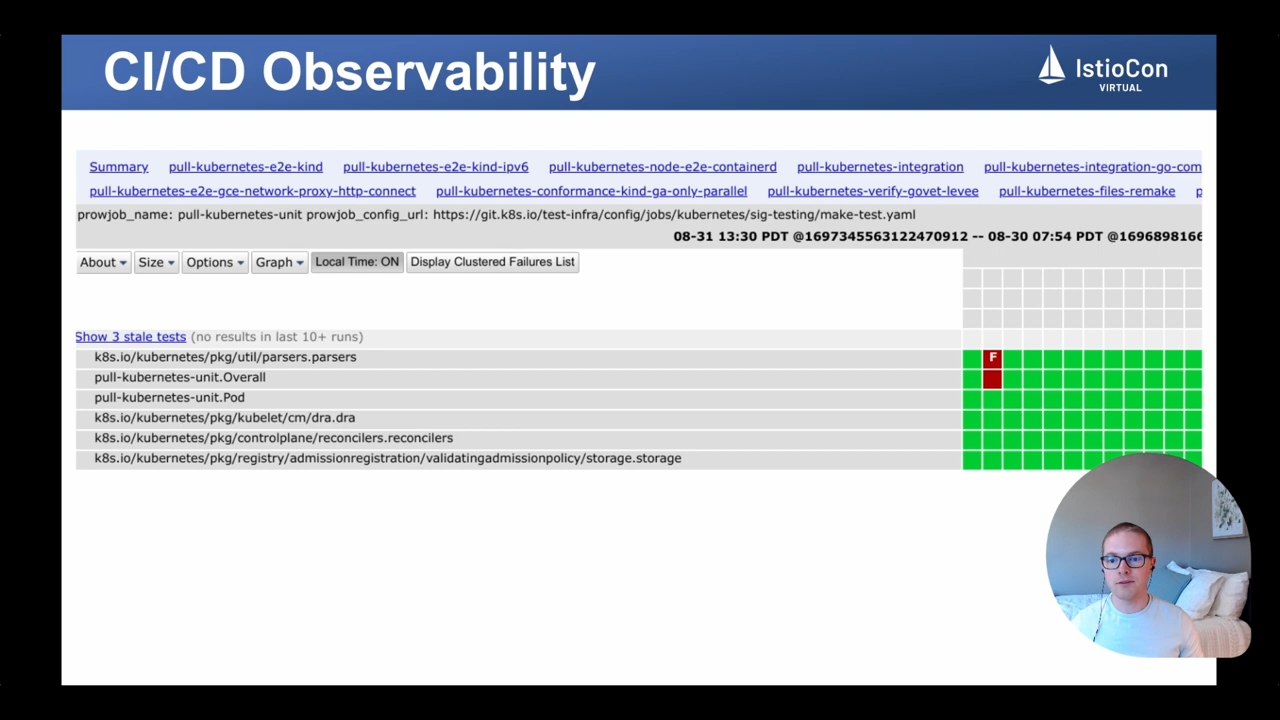 CI/CD Observability
IstioCon
VIRTUAL
Summary pull-kubernetes-e2e-kind pull-kubernetes-e2e-kind-ipv6 pull-kubernetes-node-e2e-containerd pull-kubernetes-integration pull-kubernetes-integration-go-com
pull-kubernetes-e2e-gce-network-proxy-http-connect pull-kubernetes-conformance-kind-ga-only-parallel pull-kubernetes-verify-govet-levee pull-kubernetes-files-remake p
prowjob_name: pull-kubernetes-unit prowjob_config_url: https://git.k8s.io/test-infra/config/jobs/kubernetes/sig-testing/make-test.yaml
08-31 13:30 PDT @1697345563122470912 -- 08-30 07:54 PDT @1696898166
About Size Options Graph Local Time: ON Display Clustered Failures List
Show 3 stale tests (no results in last 10+ runs)
k8s.io/kubernetes/pkg/util/parsers.parsers F
pull-kubernetes-unit.Overall
pull-kubernetes-unit.Pod
k8s.io/kubernetes/pkg/kubelet/cm/dra.dra
k8s.io/kubernetes/pkg/controlplane/reconcilers.reconcilers
k8s.io/kubernetes/pkg/registry/admissionregistration/validatingadmissionpolicy/storage.storage